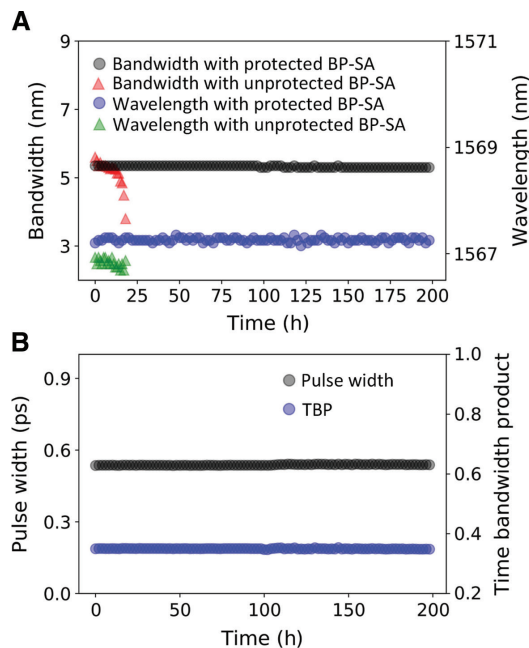 A
9
7
5
3
Bandwidth (nm)
Bandwidth with protected BP-SA
Bandwidth with unprotected BP-SA
Wavelength with protected BP-SA
Wavelength with unprotected BP-SA
1571
1569
1567
Wavelength (nm)
0 25 50 75 100 125 150 175 200
Time (h)
B
0.9
0.6
0.3
0.0
Pulse width (ps)
Pulse width
TBP
1.0
0.8
0.6
0.4
0.2
Time bandwidth product
0 50 100 150 200
Time (h)